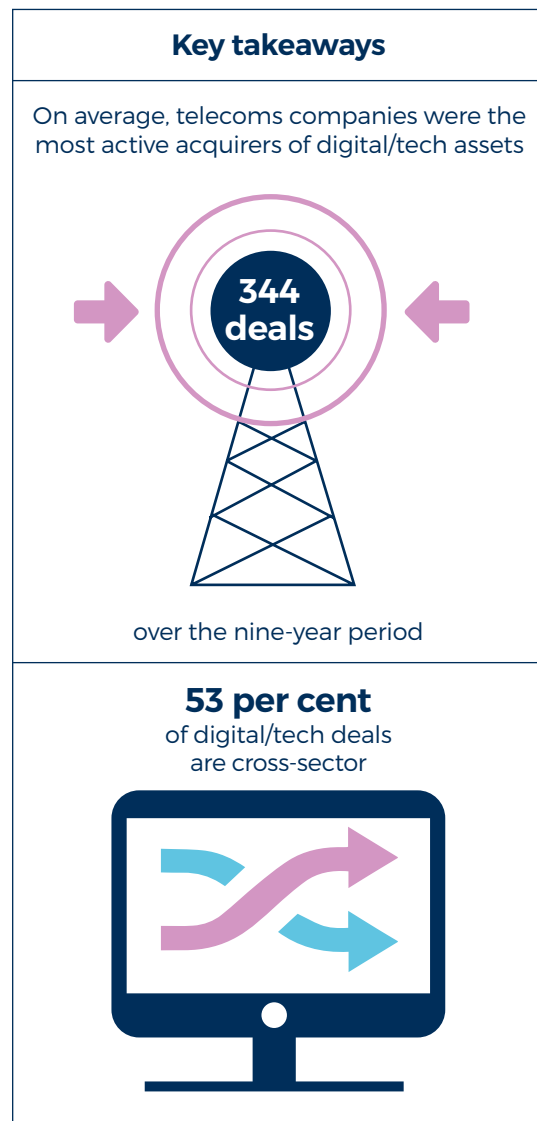 Key takeaways
On average, telecoms companies were the
most active acquirers of digital/tech assets
344
deals
over the nine-year period
53 per cent
of digital/tech deals
are cross-sector